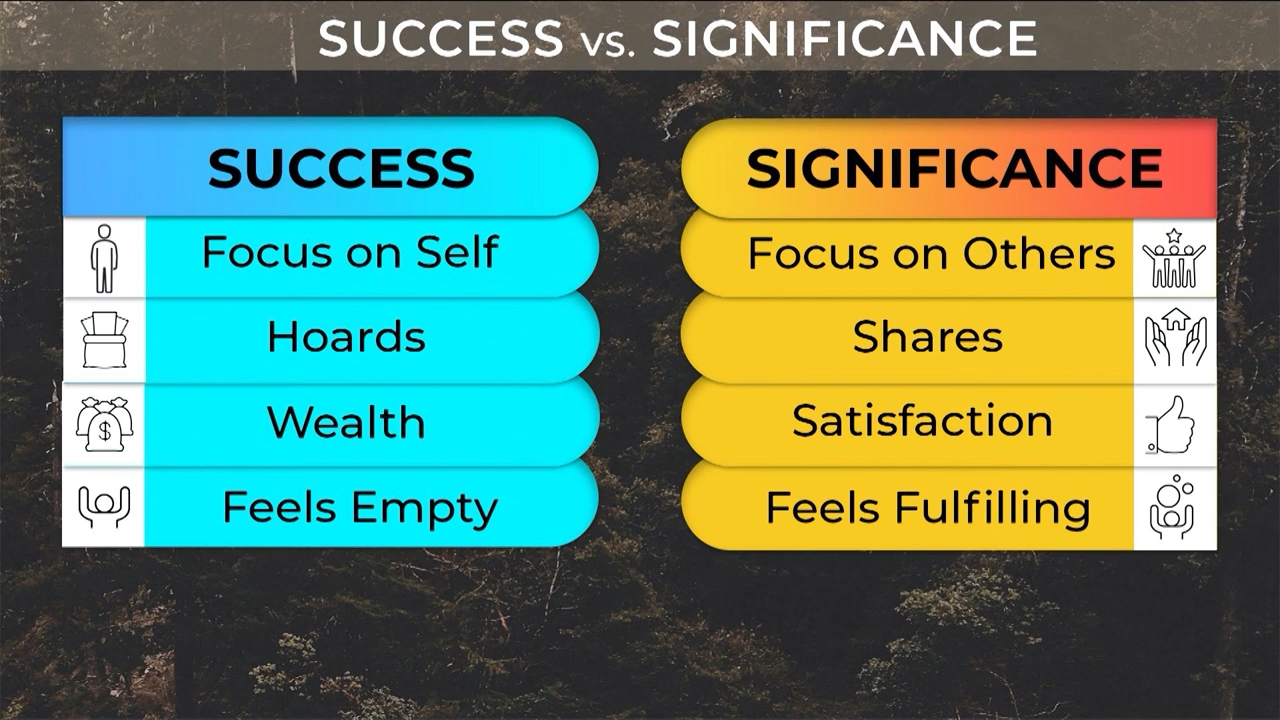 SUCCESS vs. SIGNIFICANCE
SUCCESS
Focus on Self
Hoards
Wealth
Feels Empty
SIGNIFICANCE
Focus on Others
Shares
Satisfaction
Feels Fulfilling
$